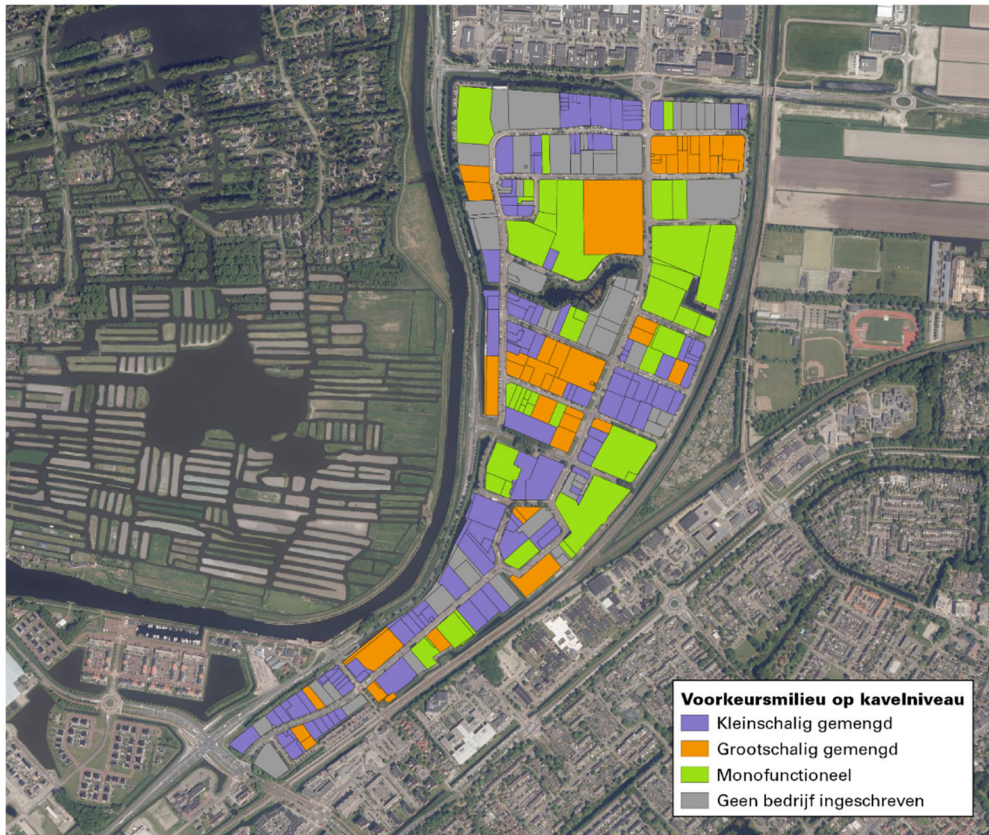 Voorkeursmilieu op kavelniveau
Kleinschalig gemengd
Grootschalig gemengd
Monofunctioneel
Geen bedrijf ingeschreven